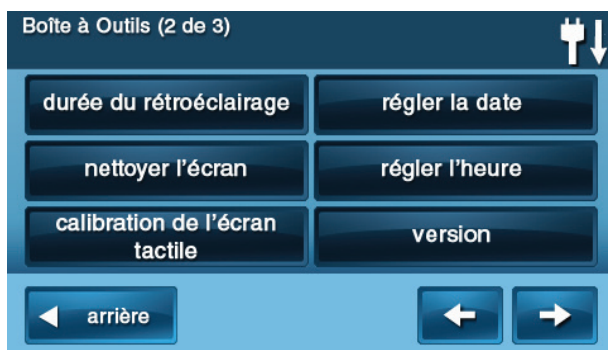 Boîte à Outils (2 de 3)
durée du rétroéclairage
régler la date
nettoyer l'écran
régler l'heure
calibration de l'écran
tactile
version
arrière